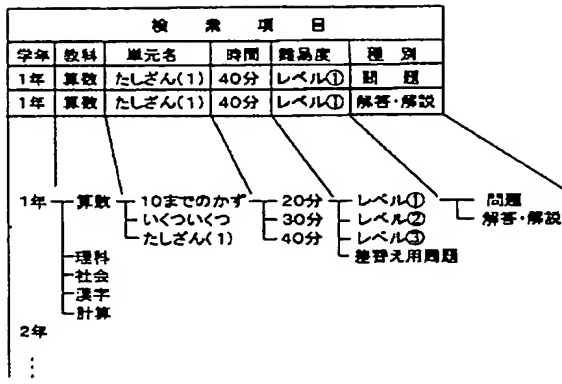 検 索 項 目
学年 教科 単元名 時間 難易度 種 別
1年 算数 たしざん(1) 40分 レベル① 問 題
1年 算数 たしざん(1) 40分 レベル① 解答・解説
1年 算数 10までのかず 20分 レベル① 問題
いくついくつ 30分 レベル② 解答・解説
たしざん(1) 40分 レベル③
理科 差替え用問題
社会
漢字
計算
2年